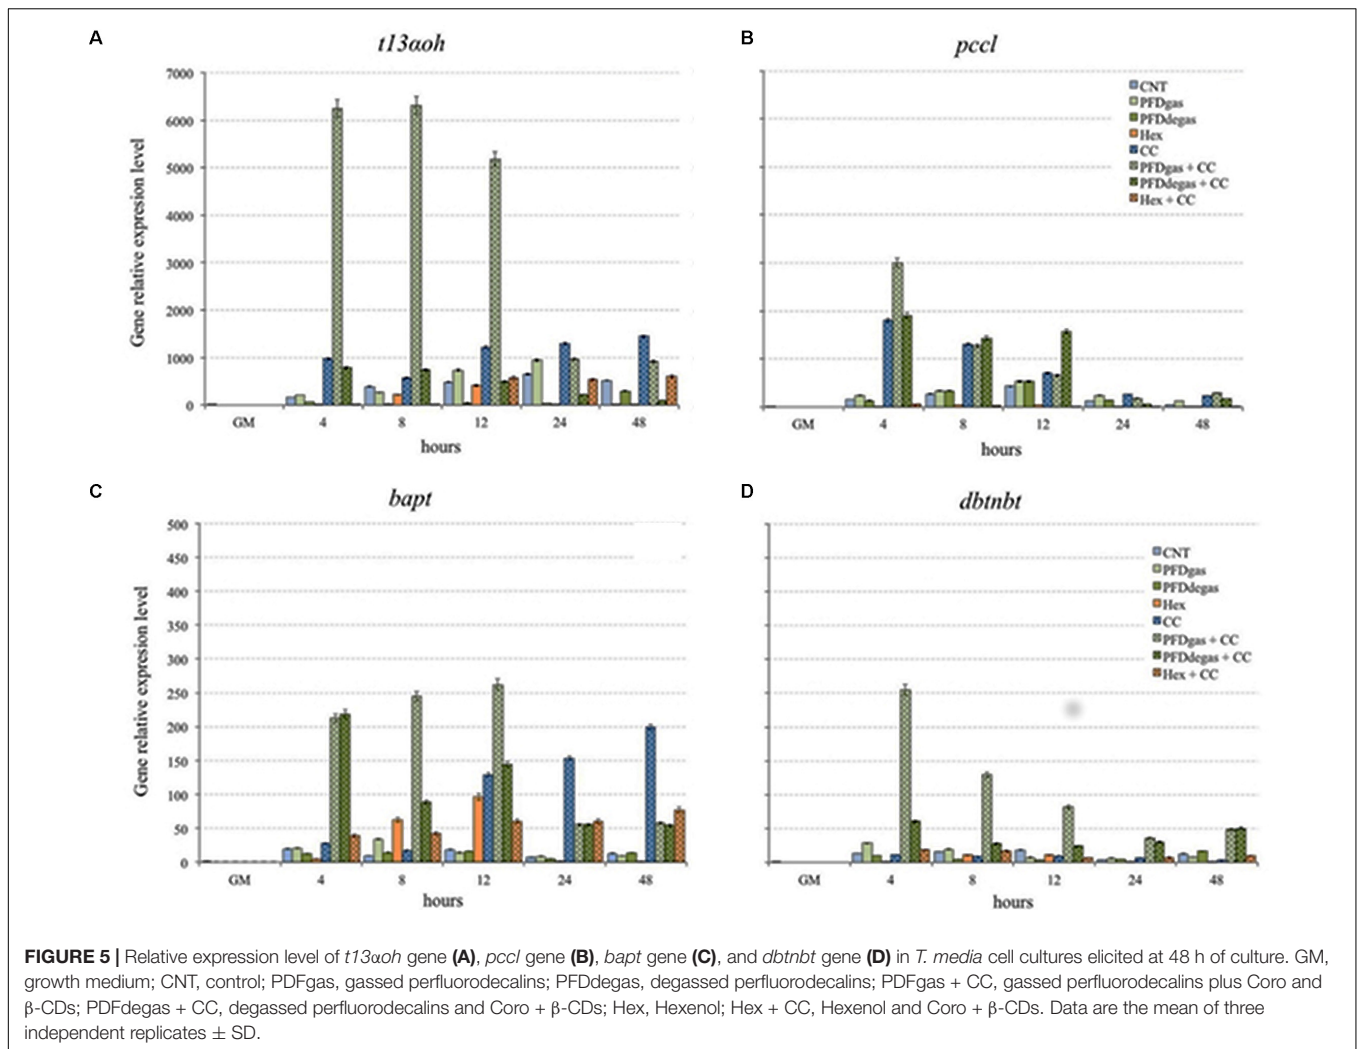 A
t13αoh
7000
6000
5000
4000
3000
2000
1000
0
Gene relative expresion level
GM 4 8 12 24 48
hours
B
pccl
CNT
PFDgas
PFDdegas
Hex
CC
PFDgas + CC
PFDdegas + CC
Hex + CC
GM 4 8 12 24 48
hours
C
bapt
500
450
400
350
300
250
200
150
100
50
0
Gene relative expresion level
GM 4 8 12 24 48
hours
D
dbtnbt
CNT
PFDgas
PFDdegas
Hex
CC
PFDgas + CC
PFDdegas + CC
Hex + CC
GM 4 8 12 24 48
hours
FIGURE 5 | Relative expression level of t13αoh gene (A), pccl gene (B), bapt gene (C), and dbtnbt gene (D) in T. media cell cultures elicited at 48 h of culture. GM,
growth medium; CNT, control; PDFgas, gassed perfluorodecalins; PFDdegas, degassed perfluorodecalins; PDFgas + CC, gassed perfluorodecalins plus Coro and
β-CDs; PDFdegas + CC, degassed perfluorodecalins and Coro + β-CDs; Hex, Hexenol; Hex + CC, Hexenol and Coro + β-CDs. Data are the mean of three
independent replicates ± SD.